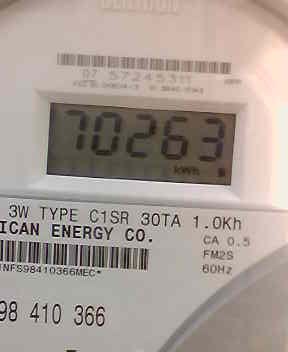 07 57245311
70263
kWh
3W TYPE C1SR 30TA 1.0Kh
ICAN ENERGY CO.
CA 0.5
FM2S
NFS98410366MEC*
60Hz
98 410 366